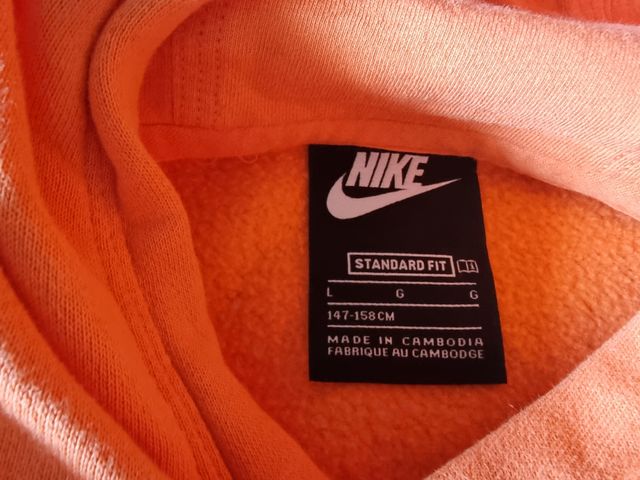 NIKE
STANDARD FIT
L G G
147-158CM
MADE IN CAMBODIA
FABRIQUE AU CAMBODGE